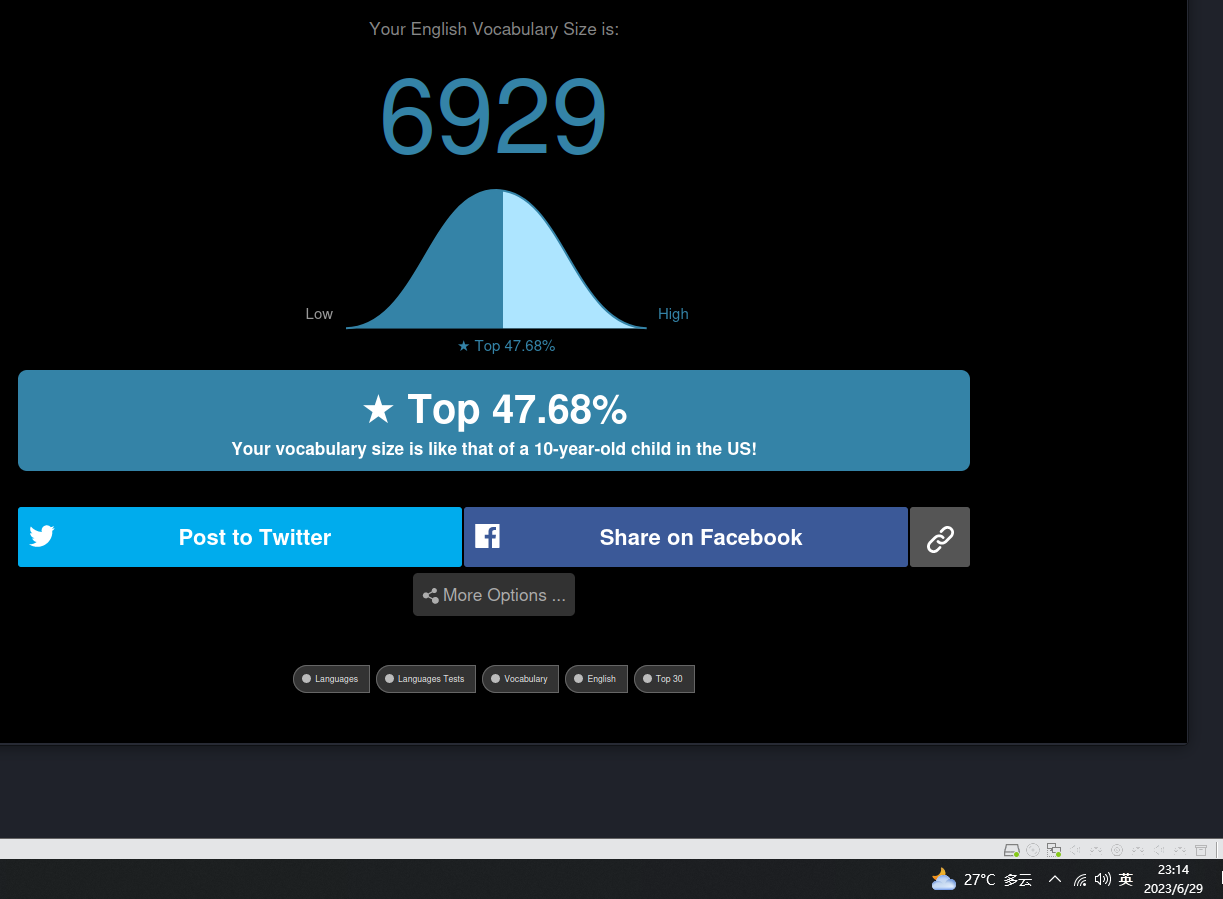 Your English Vocabulary Size is:
6929
Low
High
★ Top 47.68%
★ Top 47.68%
Your vocabulary size is like that of a 10-year-old child in the US!
Post to Twitter
Share on Facebook
More Options ...
Languages
Languages Tests
Vocabulary
English
Top 30
27°C 多云
英
23:14
2023/6/29